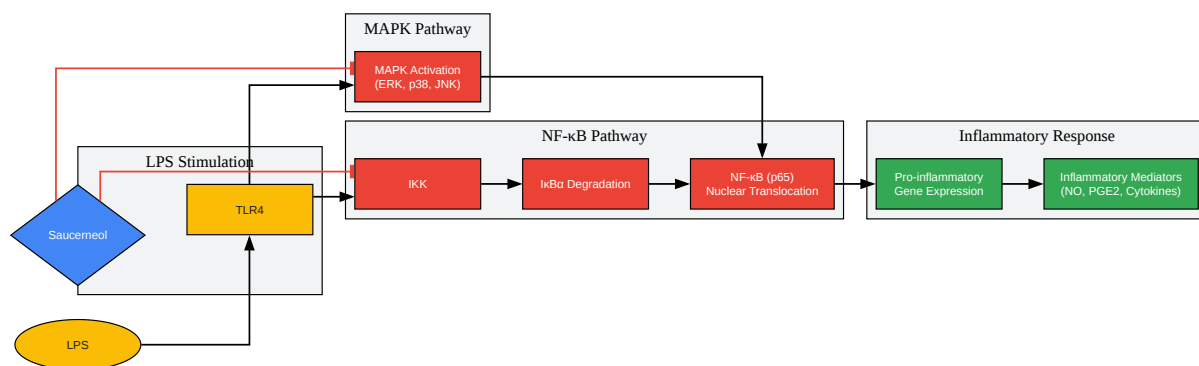 MAPK Pathway
MAPK Activation
(ERK, p38, JNK)
NF-κB Pathway
Inflammatory Response
LPS Stimulation
IKK
IκBα Degradation
NF-κB (p65)
Nuclear Translocation
Pro-inflammatory
Gene Expression
Inflammatory Mediators
(NO, PGE2, Cytokines)
TLR4
Saucerneol
LPS